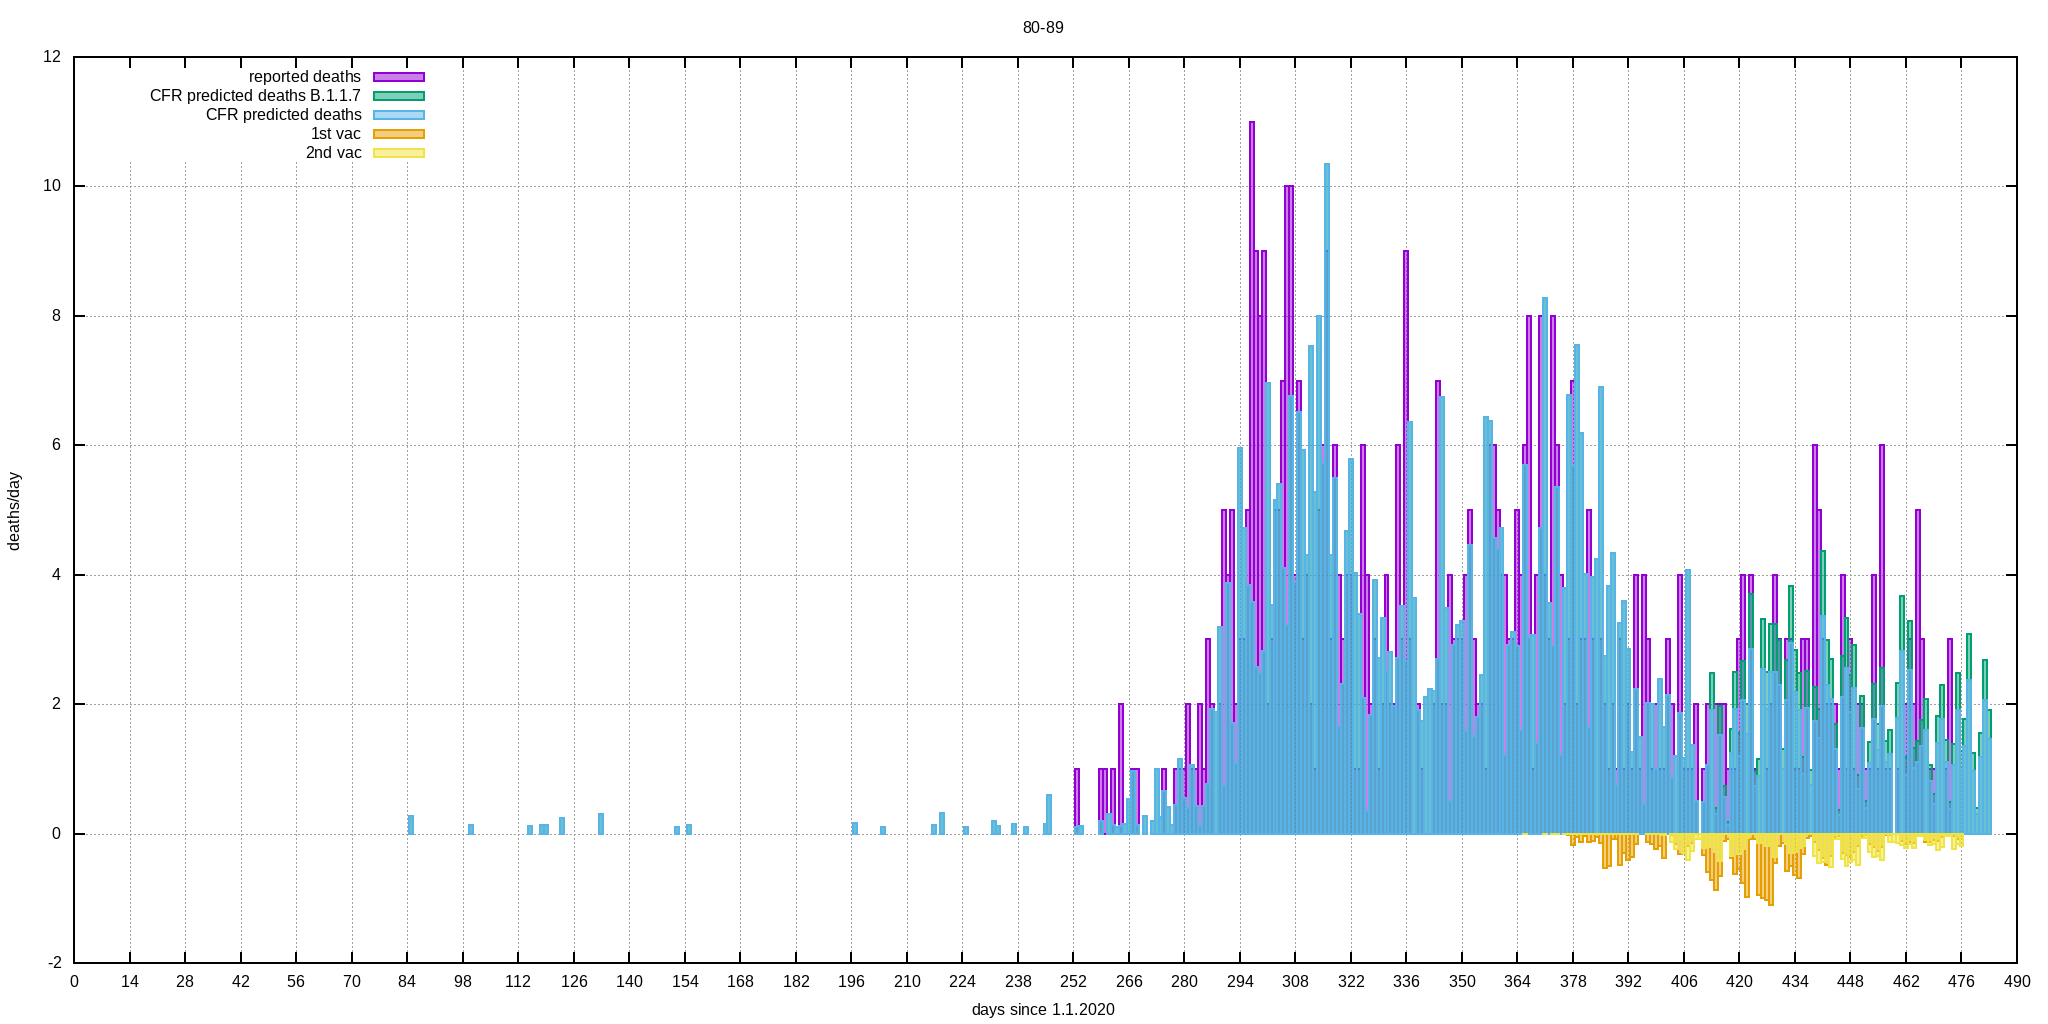 80-89
reported deaths
CFR predicted deaths B.1.1.7
CFR predicted deaths
1st vac
2nd vac
12
10
8
6
4
2
0
-2
deaths/day
0 14 28 42 56 70 84 98 112 126 140 154 168 182 196 210 224 238 252 266 280 294 308 322 336 350 364 378 392 406 420 434 448 462 476 490
days since 1.1.2020